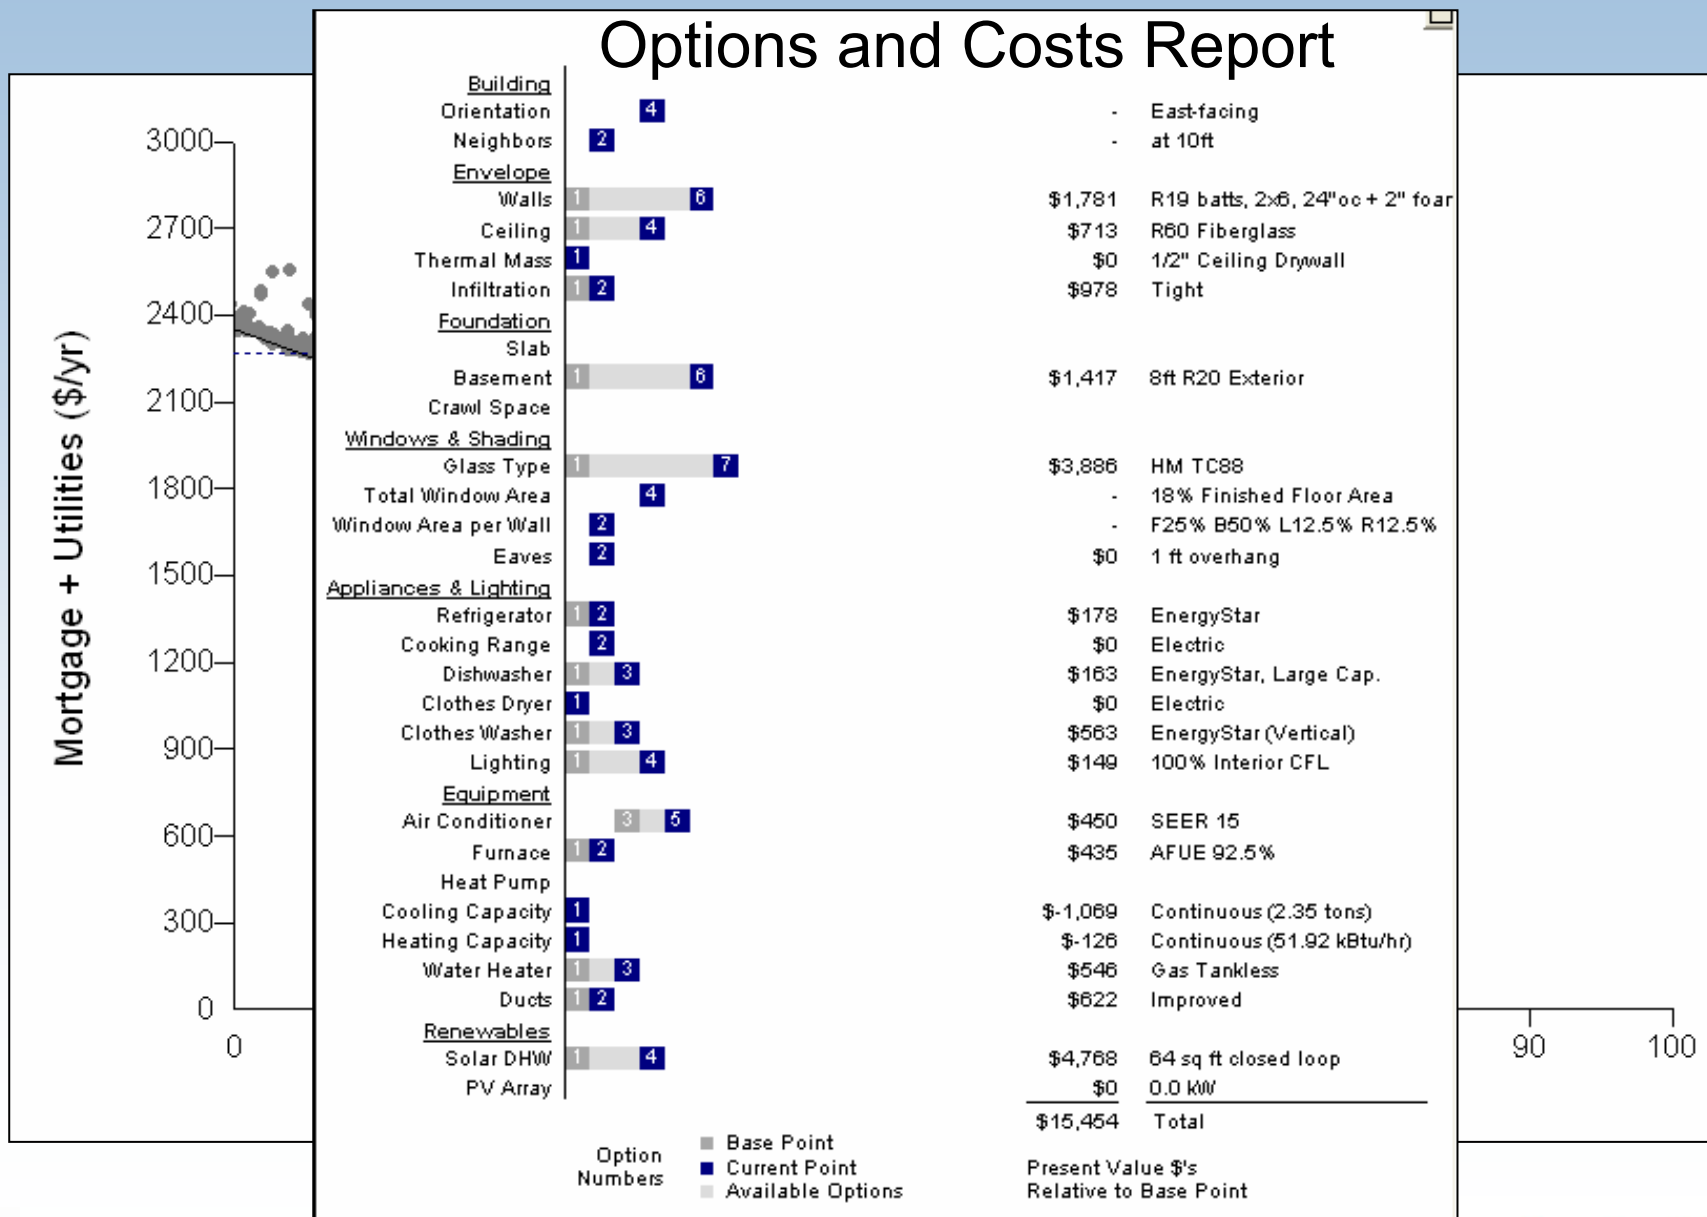 Options and Costs Report
Building
Orientation 4 - East-facing
Neighbors 2 - at 10ft
Envelope
Walls 1 6 $1,781 R19 batts, 2x6, 24"oc + 2" foar
Ceiling 1 4 $713 R60 Fiberglass
Thermal Mass 1 $0 1/2" Ceiling Drywall
Infiltration 1 2 $978 Tight
Foundation
Slab
Basement 1 6 $1,417 8ft R20 Exterior
Crawl Space
Windows & Shading
Glass Type 1 7 $3,886 HM TC88
Total Window Area 4 - 18% Finished Floor Area
Window Area per Wall 2 - F25% B50% L12.5% R12.5%
Eaves 2 $0 1 ft overhang
Appliances & Lighting
Refrigerator 1 2 $178 EnergyStar
Cooking Range 2 $0 Electric
Dishwasher 1 3 $163 EnergyStar, Large Cap.
Clothes Dryer 1 $0 Electric
Clothes Washer 1 3 $563 EnergyStar (Vertical)
Lighting 1 4 $149 100% Interior CFL
Equipment
Air Conditioner 3 5 $450 SEER 15
Furnace 1 2 $435 AFUE 92.5%
Heat Pump
Cooling Capacity 1 $-1,069 Continuous (2.35 tons)
Heating Capacity 1 $-126 Continuous (51.92 kBtu/hr)
Water Heater 1 3 $546 Gas Tankless
Ducts 1 2 $622 Improved
Renewables
Solar DHW 1 4 $4,768 64 sq ft closed loop
PV Array $0 0.0 kW
$15,454 Total
Option Numbers
Base Point
Current Point
Available Options
Present Value $'s
Relative to Base Point
Mortgage + Utilities ($/yr)
3000
2700
2400
2100
1800
1500
1200
900
600
300
0
0 90 100